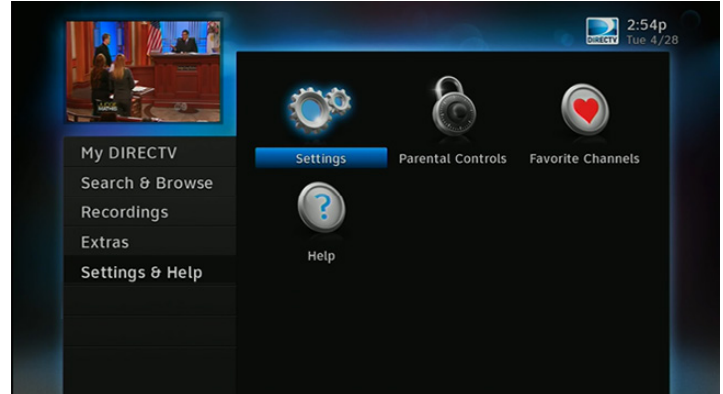 DIRECTV
2:54p
Tue 4/28
My DIRECTV
Search & Browse
Recordings
Extras
Settings & Help
Settings
Parental Controls
Favorite Channels
Help